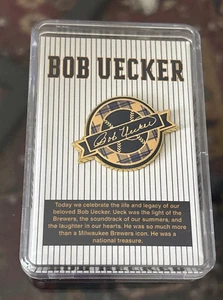 BOB UECKER
Bob Uecker
Today we celebrate the life and legacy of our
beloved Bob Uecker. Ueck was the light of the
Brewers, the soundtrack of our summers, and
the laughter in our hearts. He was so much more
than a Milwaukee Brewers icon. He was a
national treasure.